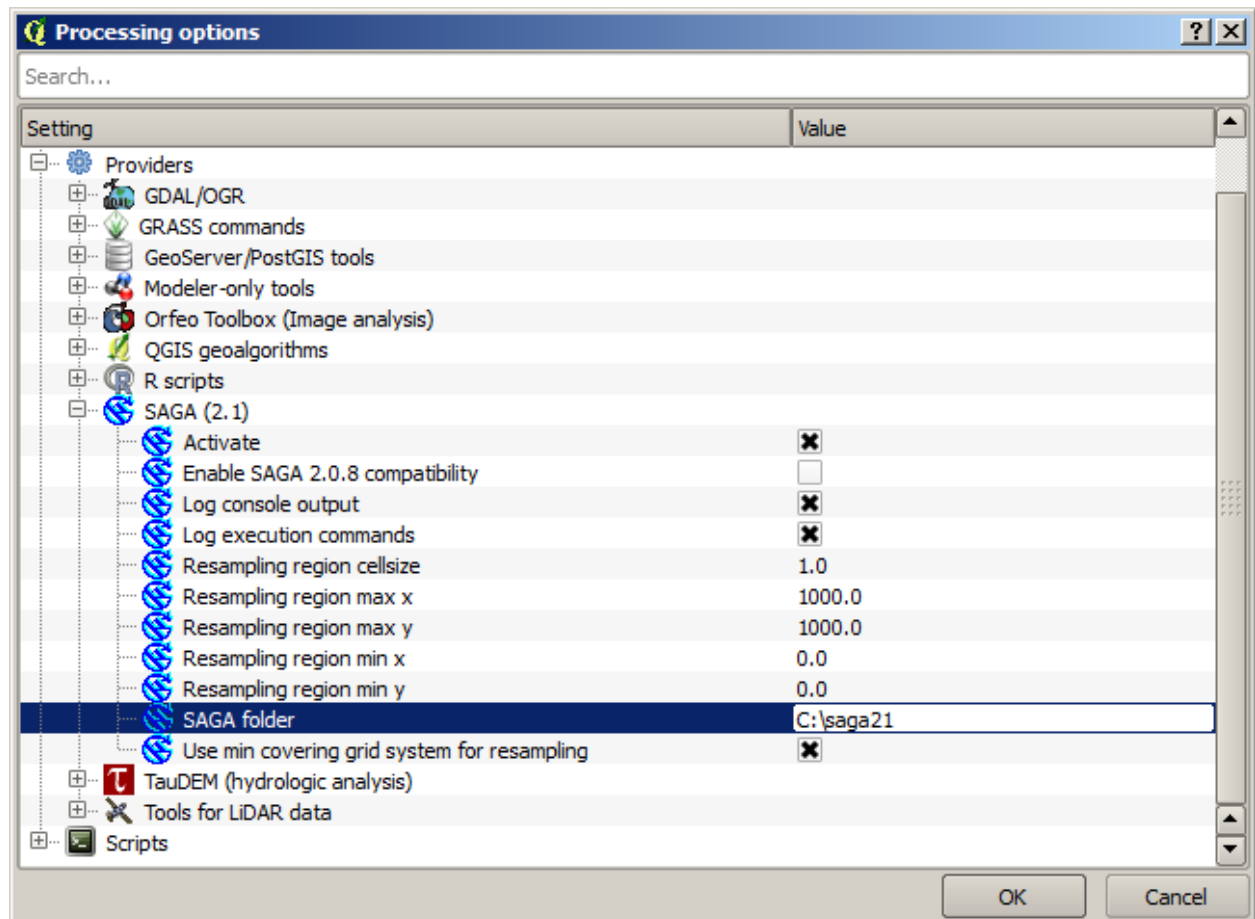 Processing options
Search...
Setting Value
Providers
GDAL/OGR
GRASS commands
GeoServer/PostGIS tools
Modeler-only tools
Orfeo Toolbox (Image analysis)
QGIS geoalgorithms
R scripts
SAGA (2.1)
Activate
Enable SAGA 2.0.8 compatibility
Log console output
Log execution commands
Resampling region cellsize 1.0
Resampling region max x 1000.0
Resampling region max y 1000.0
Resampling region min x 0.0
Resampling region min y 0.0
SAGA folder C:\saga21
Use min covering grid system for resampling
TauDEM (hydrologic analysis)
Tools for LiDAR data
Scripts
OK Cancel